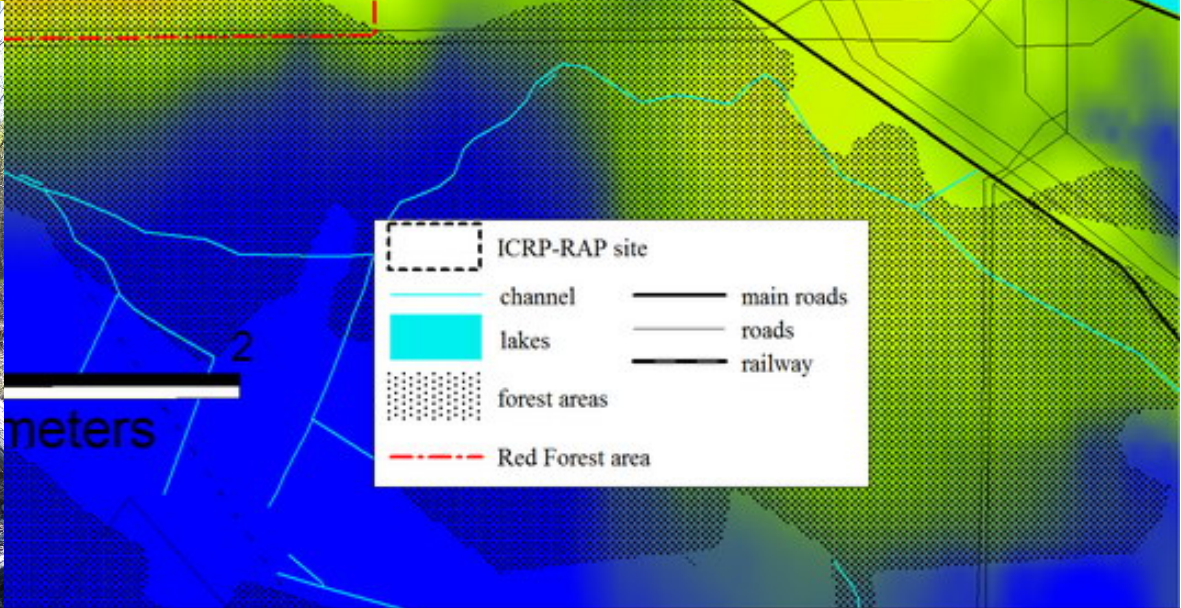 ICRP-RAP site
channel
main roads
lakes
roads
railway
forest areas
Red Forest area
2
meters